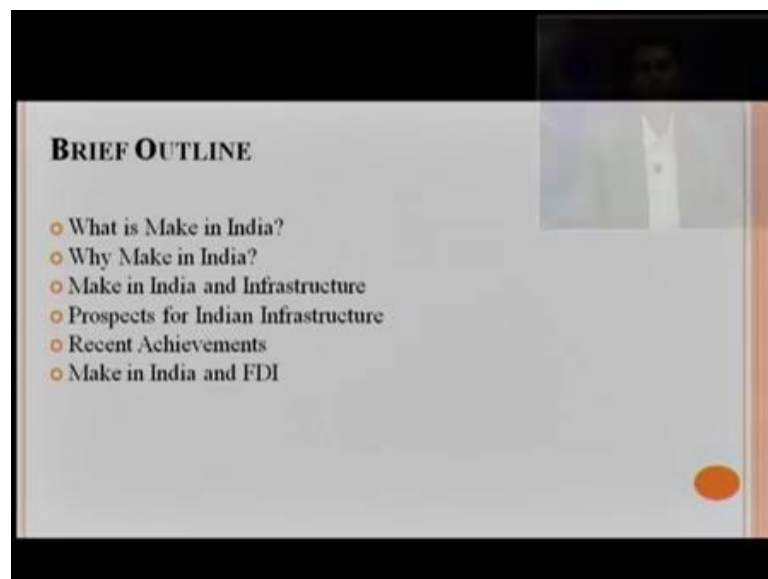 BRIEF OUTLINE
What is Make in India?
Why Make in India?
Make in India and Infrastructure
Prospects for Indian Infrastructure
Recent Achievements
Make in India and FDI